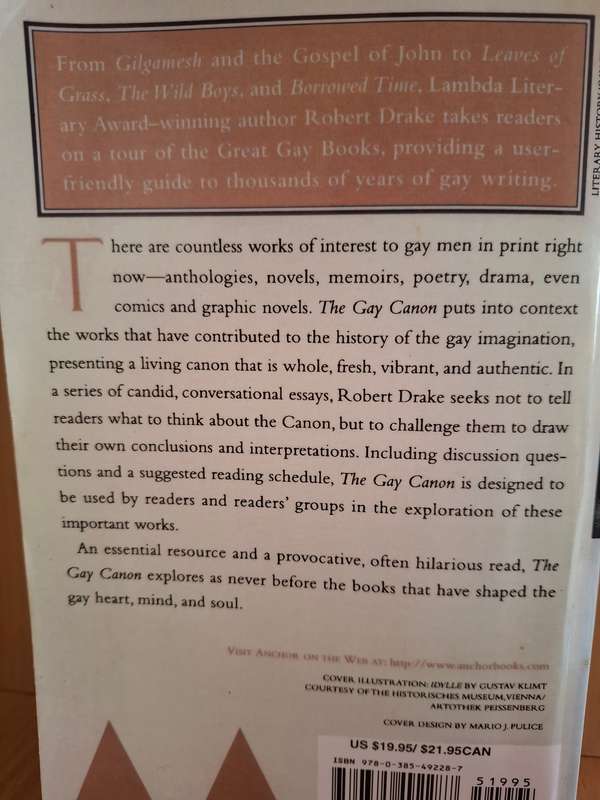 From Gilgamesh and the Gospel of John to Leaves of
Grass, The Wild Boys, and Borrowed Time, Lambda Liter-
ary Award–winning author Robert Drake takes readers
on a tour of the Great Gay Books, providing a user-
friendly guide to thousands of years of gay writing.
There are countless works of interest to gay men in print right
now—anthologies, novels, memoirs, poetry, drama, even
comics and graphic novels. The Gay Canon puts into context
the works that have contributed to the history of the gay imagination,
presenting a living canon that is whole, fresh, vibrant, and authentic. In
a series of candid, conversational essays, Robert Drake seeks not to tell
readers what to think about the Canon, but to challenge them to draw
their own conclusions and interpretations. Including discussion ques-
tions and a suggested reading schedule, The Gay Canon is designed to
be used by readers and readers' groups in the exploration of these
important works.
An essential resource and a provocative, often hilarious read, The
Gay Canon explores as never before the books that have shaped the
gay heart, mind, and soul.
VISIT ANCHOR ON THE WEB AT: http://www.anchorbooks.com
COVER ILLUSTRATION: IDYLLE BY GUSTAV KLIMT
COURTESY OF THE HISTORISCHES MUSEUM, VIENNA/
ARTOTHEK PEISSENBERG
COVER DESIGN BY MARIO J. PULICE
US $19.95/ $21.95CAN
ISBN 978-0-385-49228-7
51995
LITERARY HISTORY